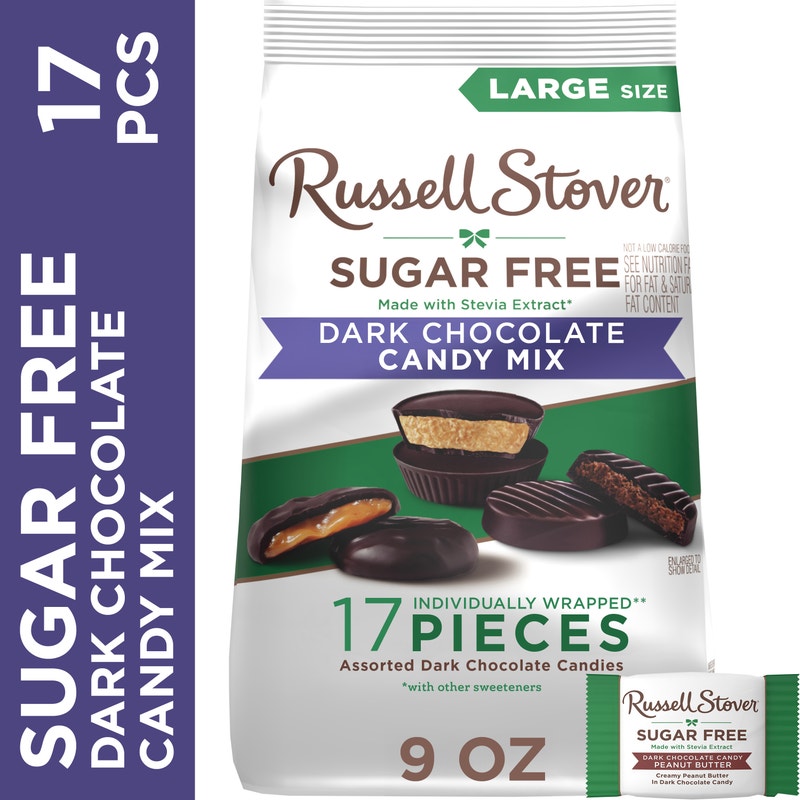 17
PCS
SUGAR FREE
DARK CHOCOLATE
CANDY MIX
LARGE SIZE
Russell Stover®
SUGAR FREE
Made with Stevia Extract*
NOT A LOW CALORIE
SEE NUTRITION
FOR FAT &
FAT CONTENT
DARK CHOCOLATE
CANDY MIX
ENLARGED TO
SHOW DETAIL
17 INDIVIDUALLY WRAPPED**
PIECES
Assorted Dark Chocolate Candies
*with other sweeteners
9 OZ
Russell Stover®
SUGAR FREE
Made with Stevia Extract
DARK CHOCOLATE CANDY
PEANUT BUTTER
Creamy Peanut Butter
In Dark Chocolate Candy